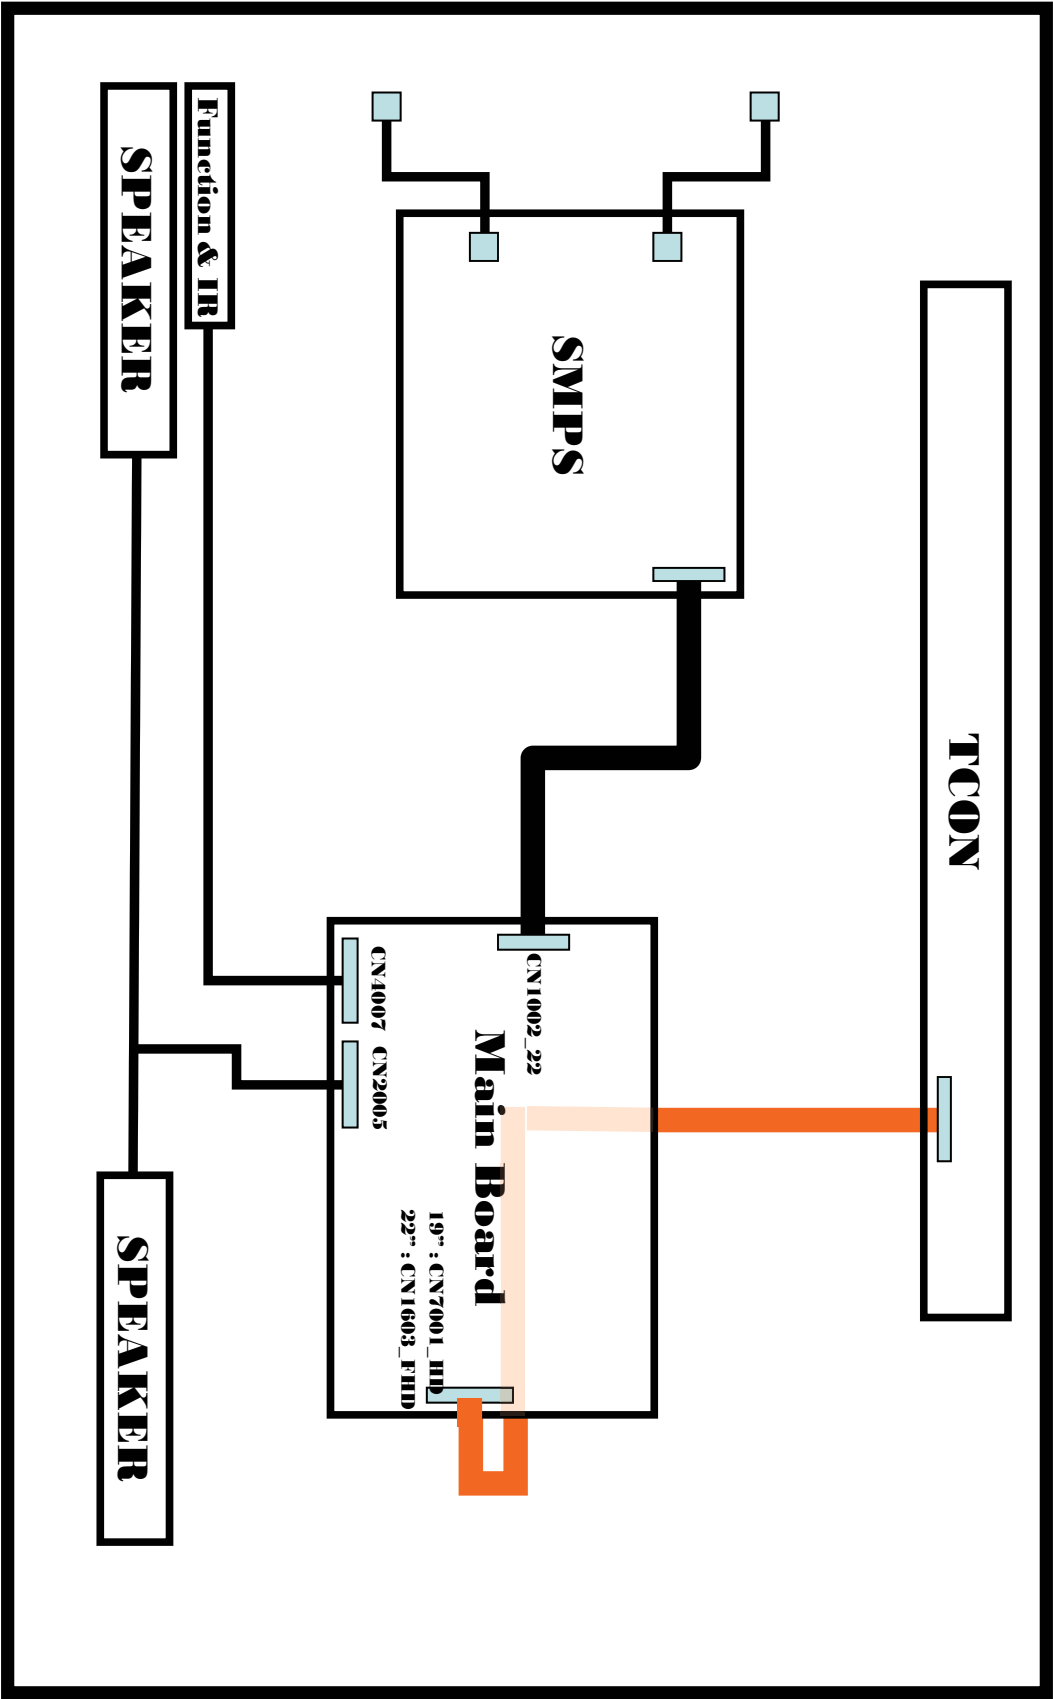 TCON
SMPS
CN1002_22
Main Board
19” : CN7001_HD
22” : CN1603_FHD
CN4007
CN2005
Function & IR
SPEAKER
SPEAKER